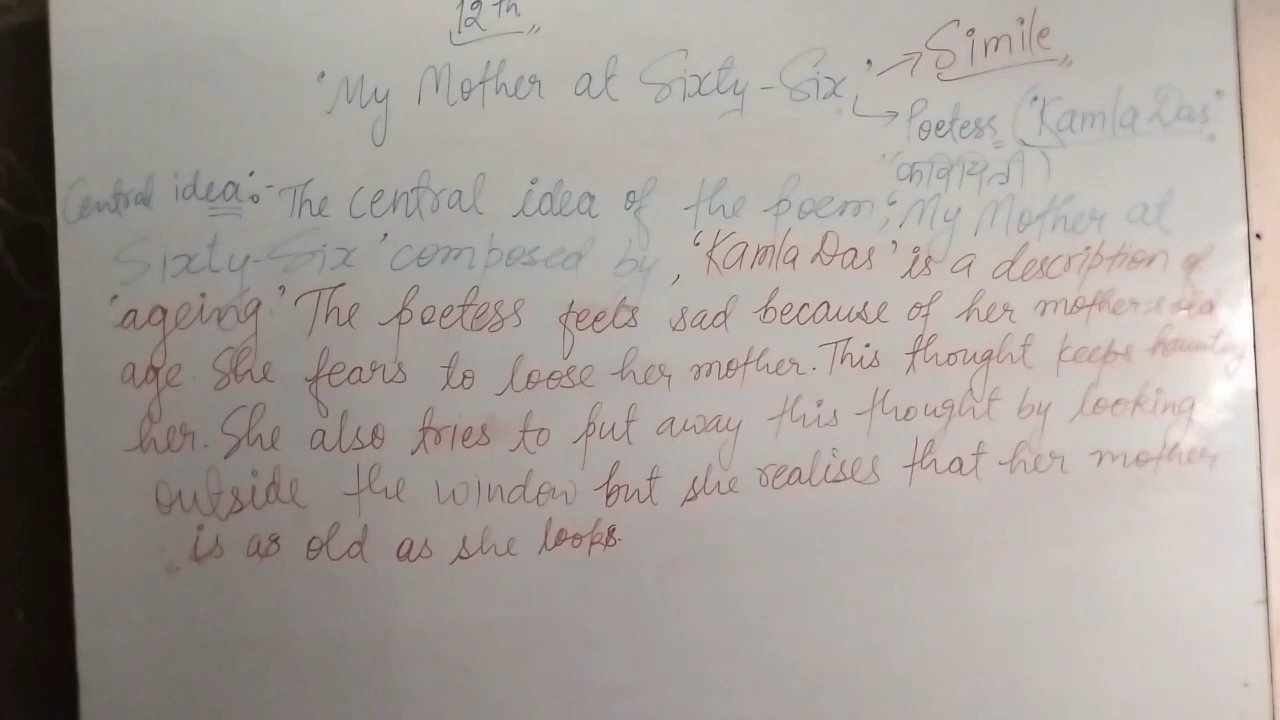 12th
'My Mother at Sixty-Six' → Simile
↳ Poetess ("Kamla Das"
कवियित्री)
Central idea:- The central idea of the poem, 'My Mother at
Sixty-Six' composed by, 'Kamla Das' is a description of
'ageing.' The poetess feels sad because of her mother's old
age. She fears to loose her mother. This thought keeps haunting
her. She also tries to put away this thought by looking
outside the window but she realises that her mother
is as old as she looks.